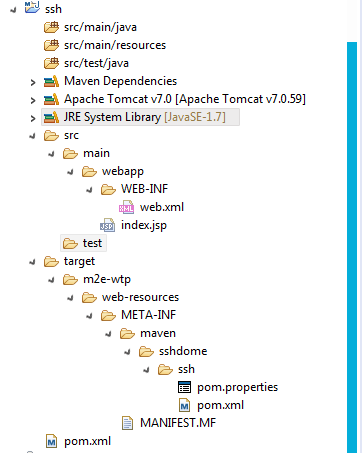 ssh
src/main/java
src/main/resources
src/test/java
Maven Dependencies
Apache Tomcat v7.0 [Apache Tomcat v7.0.59]
JRE System Library [JavaSE-1.7]
src
main
webapp
WEB-INF
web.xml
index.jsp
test
target
m2e-wtp
web-resources
META-INF
maven
sshdome
ssh
pom.properties
pom.xml
MANIFEST.MF
pom.xml